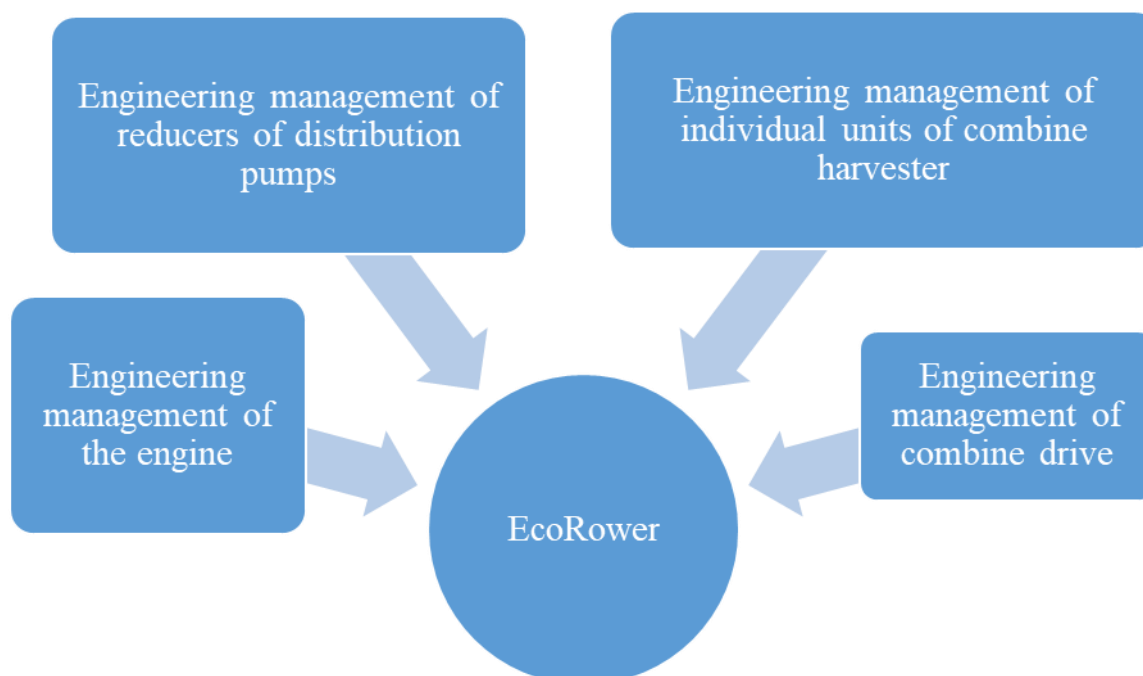 Engineering management of
reducers of distribution
pumps
Engineering management of
individual units of combine
harvester
Engineering
management of
the engine
Engineering
management of
combine drive
EcoRower